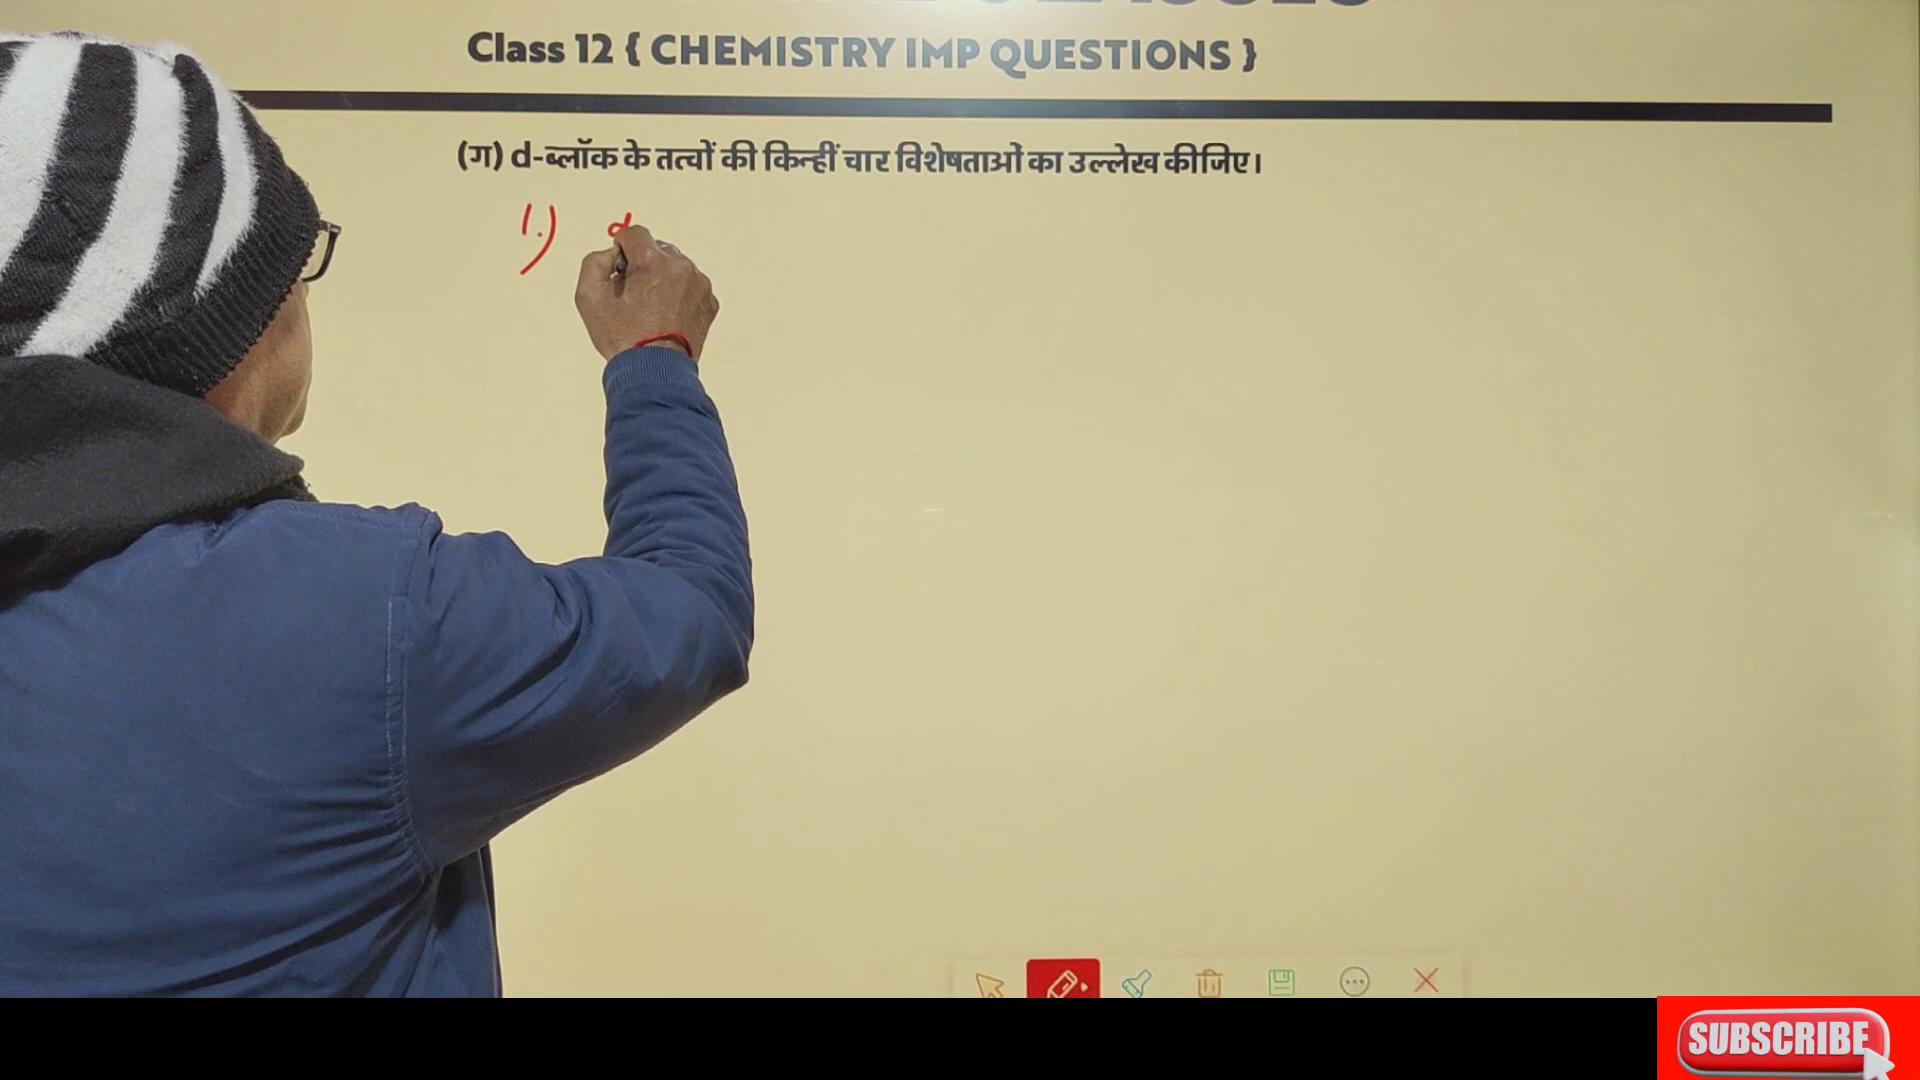 Class 12 { CHEMISTRY IMP QUESTIONS }
(ग) d-ब्लॉक के तत्वों की किन्हीं चार विशेषताओं का उल्लेख कीजिए।
1.) d
SUBSCRIBE